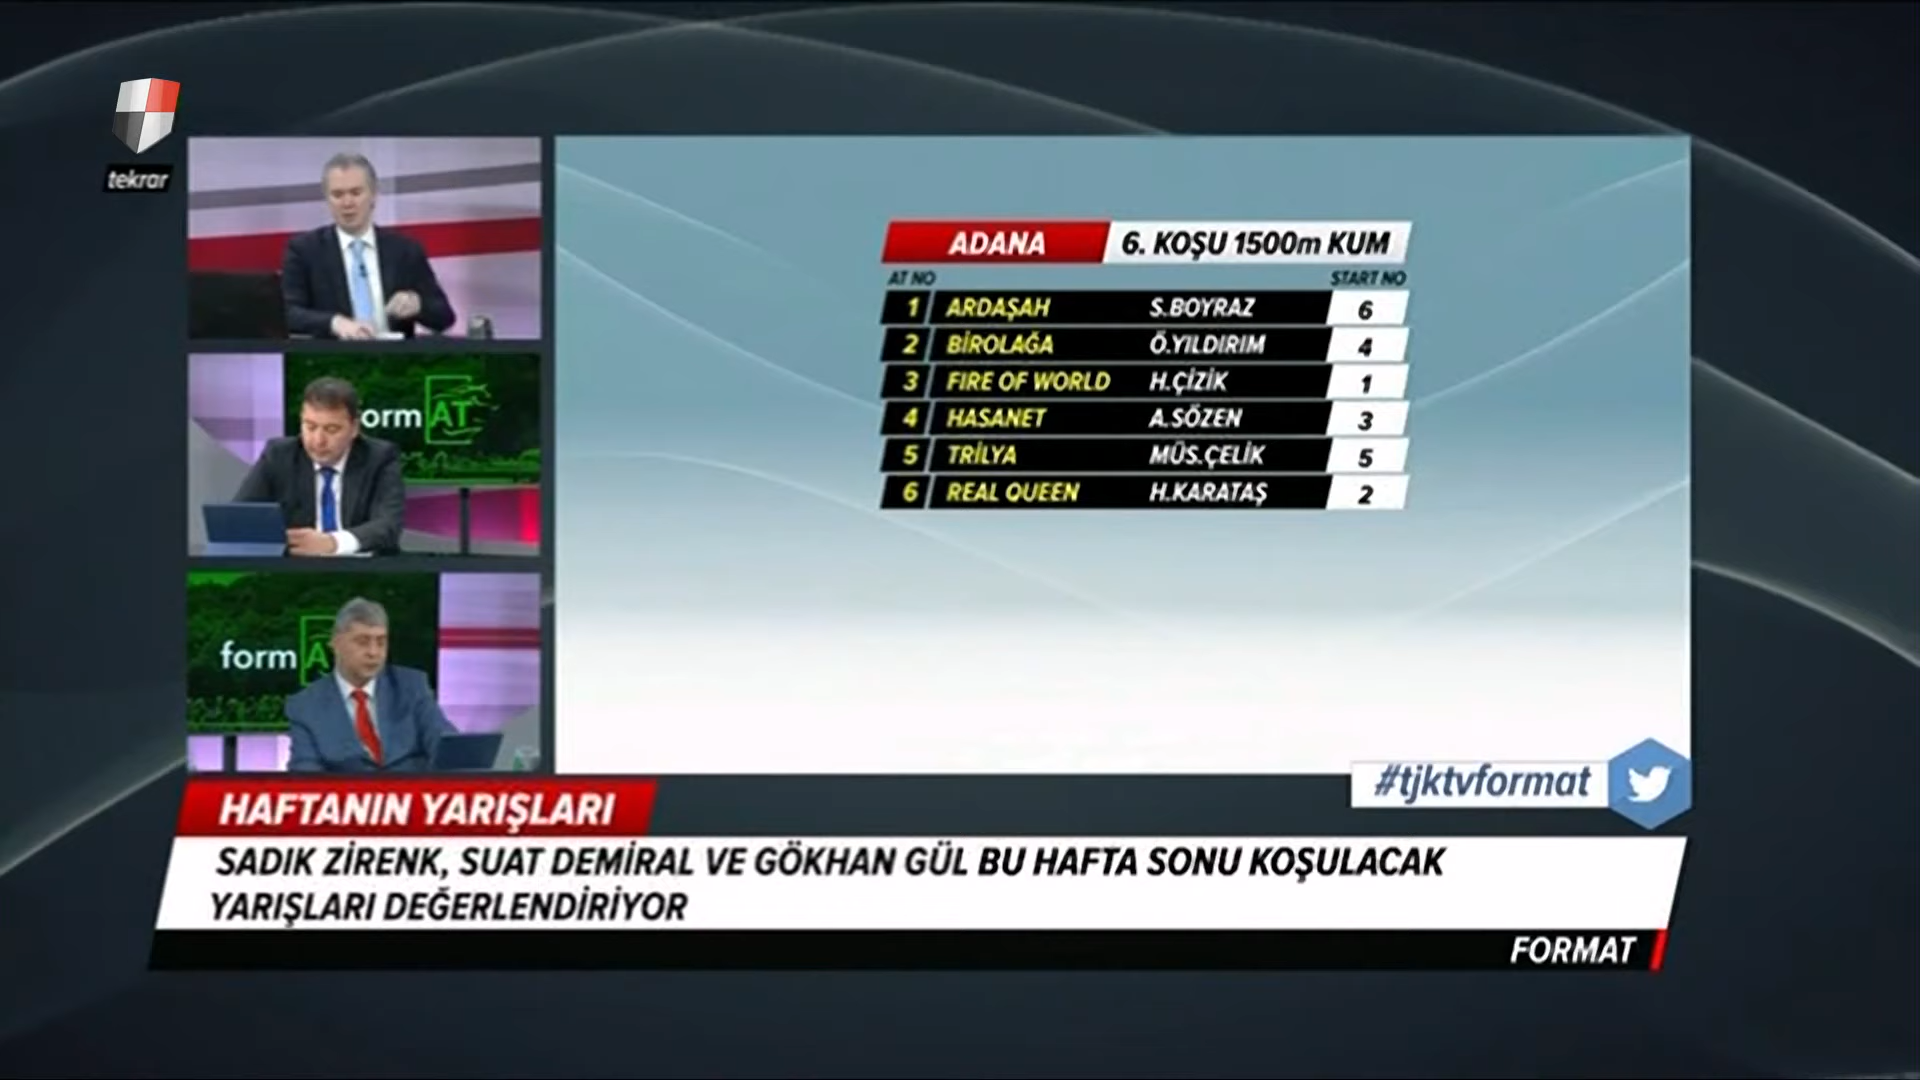 tekrar
ADANA 6. KOŞU 1500m KUM
AT NO START NO
1 ARDAŞAH S.BOYRAZ 6
2 BİROLAĞA Ö.YILDIRIM 4
3 FIRE OF WORLD H.ÇİZİK 1
4 HASANET A.SÖZEN 3
5 TRİLYA MÜS.ÇELİK 5
6 REAL QUEEN H.KARATAŞ 2
orm AT
form A
#tjktvformat
HAFTANIN YARIŞLARI
SADIK ZİRENK, SUAT DEMİRAL VE GÖKHAN GÜL BU HAFTA SONU KOŞULACAK
YARIŞLARI DEĞERLENDİRİYOR
FORMAT